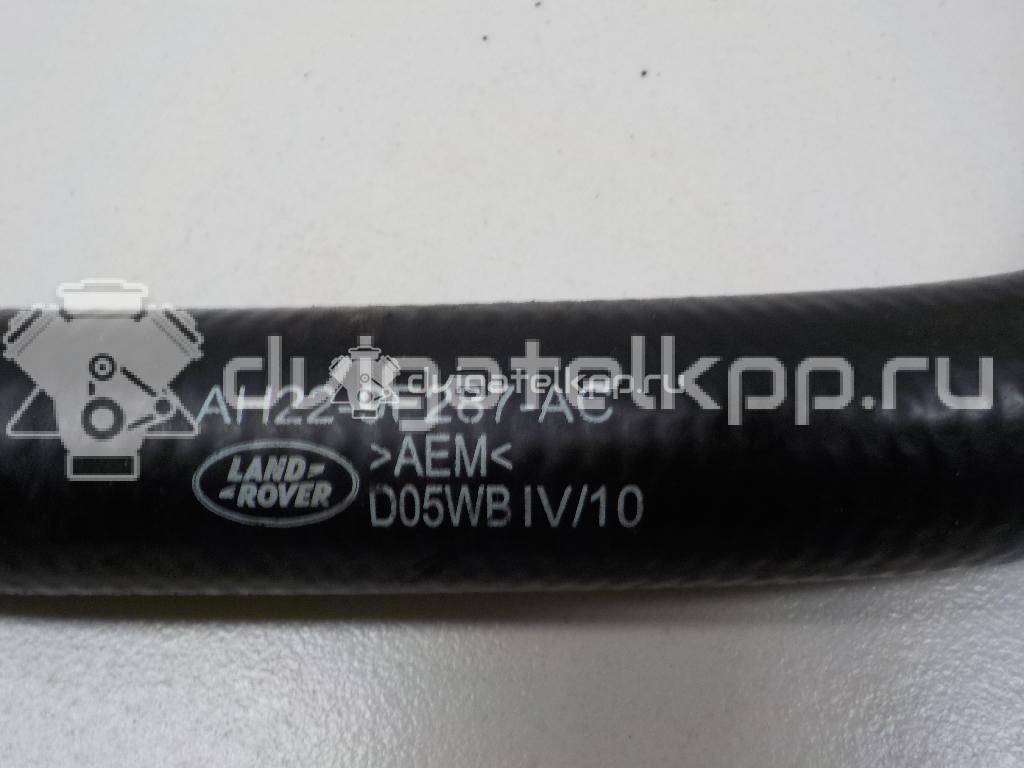 dvigatelkpp.ru
dvigatelkpp.ru
>AEM<
LAND
ROVER
D05WB IV/10